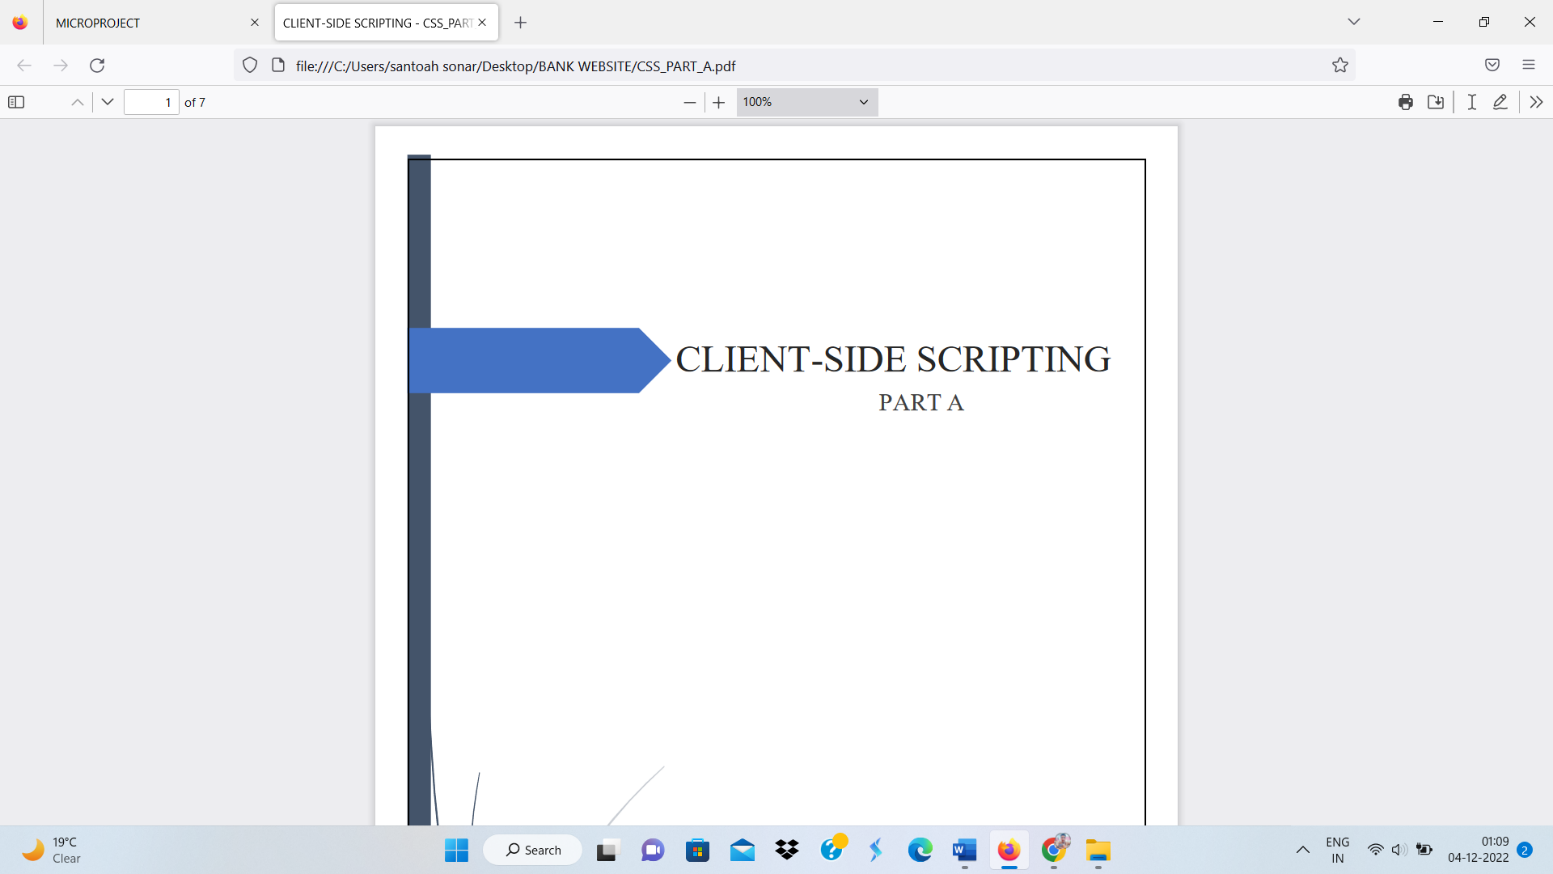 MICROPROJECT
CLIENT-SIDE SCRIPTING - CSS_PART
file:///C:/Users/santoah sonar/Desktop/BANK WEBSITE/CSS_PART_A.pdf
1 of 7
100%
CLIENT-SIDE SCRIPTING
PART A
19°C
Clear
Search
ENG
IN
01:09
04-12-2022
2